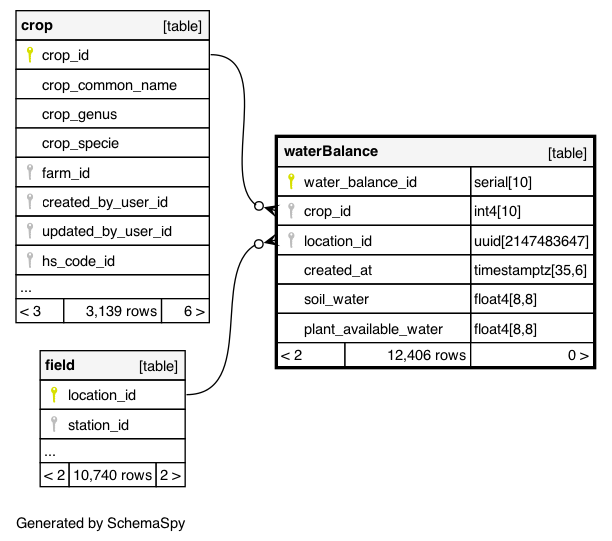 crop [table]
crop_id
crop_common_name
crop_genus
crop_specie
farm_id
created_by_user_id
updated_by_user_id
hs_code_id
...
< 3 3,139 rows 6 >
waterBalance [table]
water_balance_id serial[10]
crop_id int4[10]
location_id uuid[2147483647]
created_at timestamptz[35,6]
soil_water float4[8,8]
plant_available_water float4[8,8]
< 2 12,406 rows 0 >
field [table]
location_id
station_id
...
< 2 10,740 rows 2 >
Generated by SchemaSpy